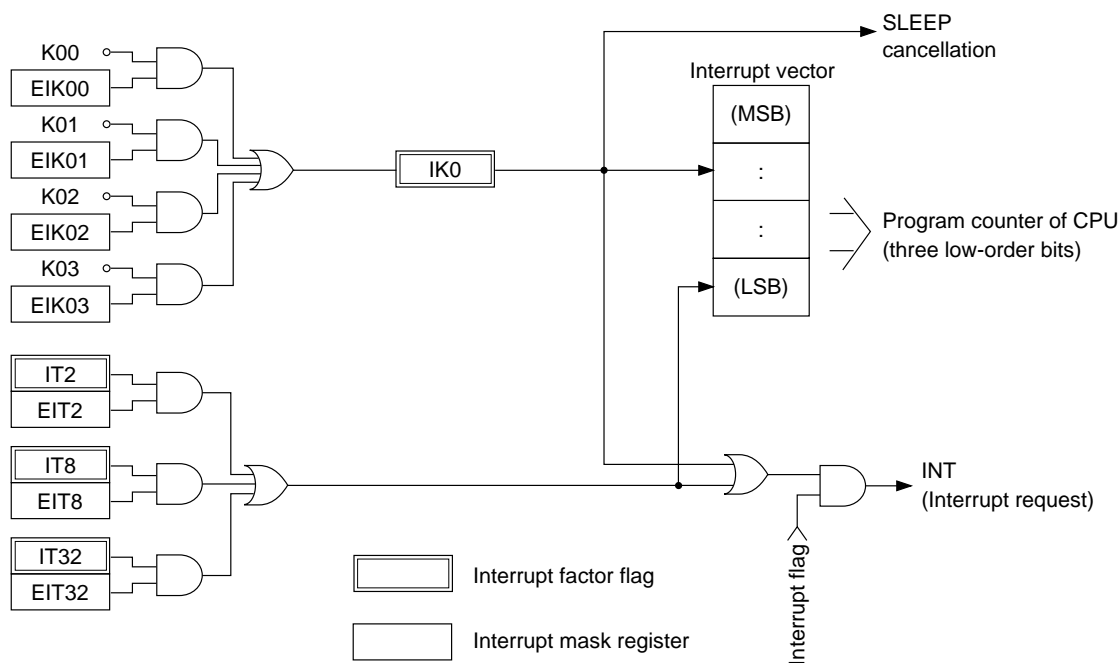 SLEEP
cancellation
K00
EIK00
K01
EIK01
K02
EIK02
K03
EIK03
IK0
Interrupt vector
(MSB)
:
:
(LSB)
Program counter of CPU
(three low-order bits)
IT2
EIT2
IT8
EIT8
IT32
EIT32
INT
(Interrupt request)
Interrupt flag
Interrupt factor flag
Interrupt mask register